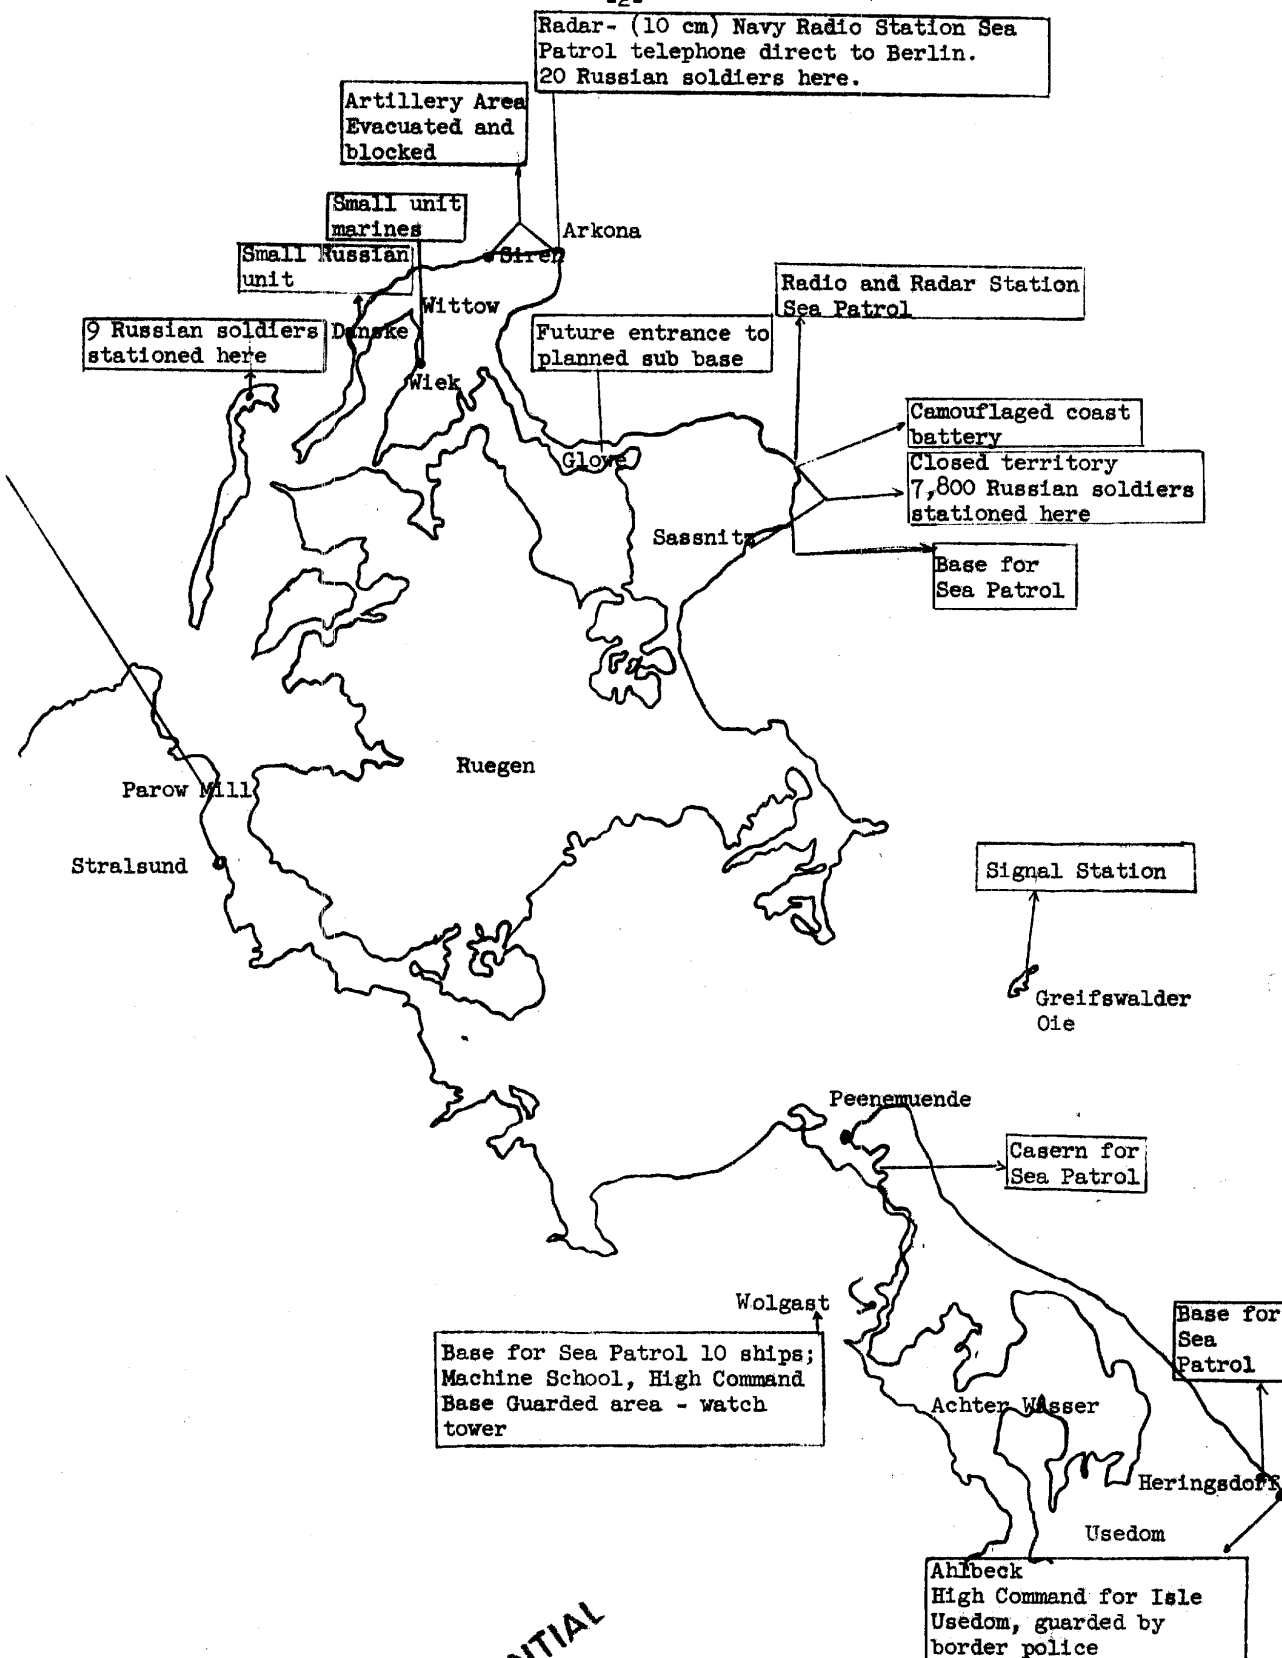 -2-
Radar- (10 cm) Navy Radio Station Sea
Patrol telephone direct to Berlin.
20 Russian soldiers here.
Artillery Area
Evacuated and
blocked
Small unit
marines
Arkona
Siren
Small Russian
unit
Radio and Radar Station
Sea Patrol
Wittow
9 Russian soldiers
stationed here
Danske
Future entrance to
planned sub base
Wiek
Camouflaged coast
battery
Glowe
Closed territory
7,800 Russian soldiers
stationed here
Sassnitz
Base for
Sea Patrol
Ruegen
Parow Mill
Stralsund
Signal Station
Greifswalder
Oie
Peenemuende
Casern for
Sea Patrol
Wolgast
Base for
Sea
Patrol
Base for Sea Patrol 10 ships;
Machine School, High Command
Base Guarded area - watch
tower
Achter Wasser
Heringsdorf
Usedom
Ahlbeck
High Command for Isle
Usedom, guarded by
border police
NTIAL